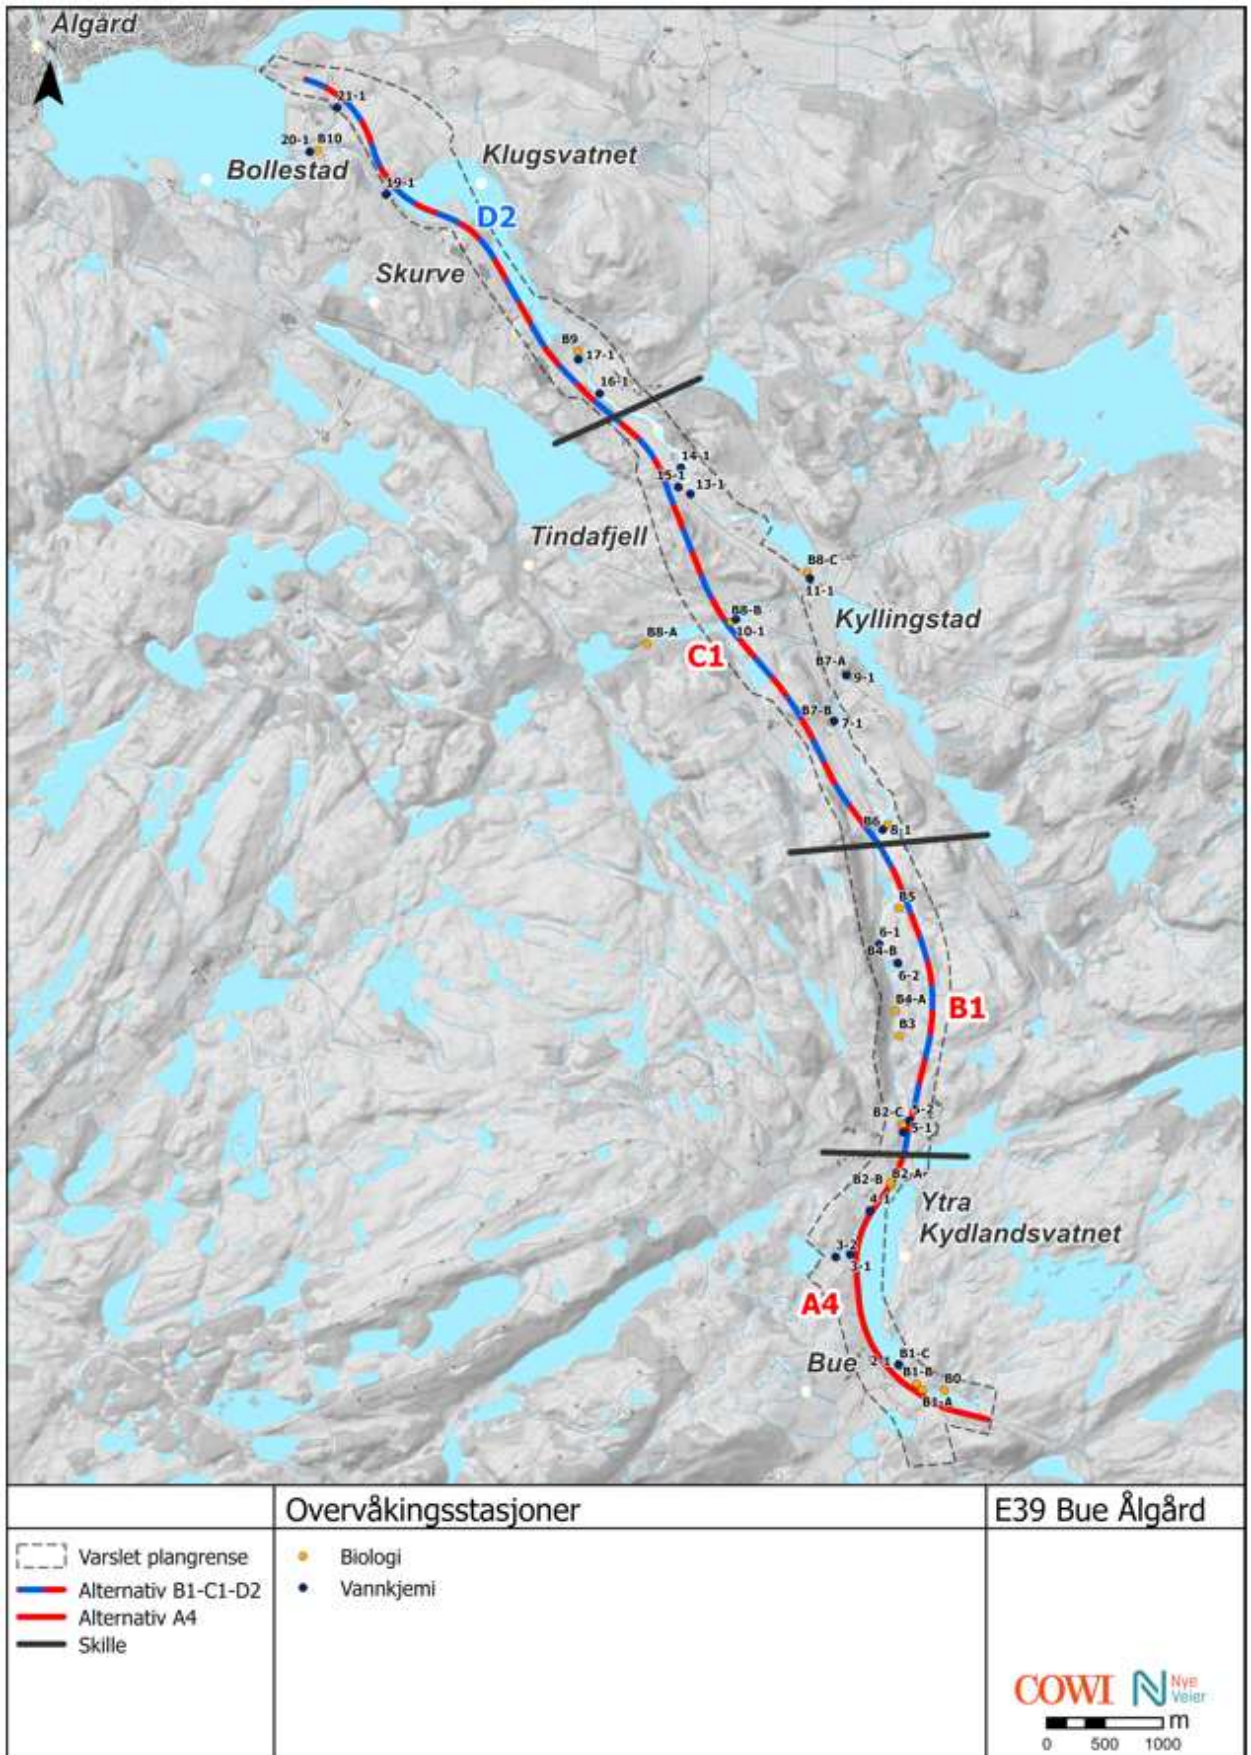 Ålgård
21-1
20-1 B10
Bollestad
Klugsvatnet
19-1
D2
Skurve
B9
17-1
16-1
14-1
15-1
13-1
Tindafjell
B8-C
11-1
B8-B
Kyllingstad
10-1
B8-A
C1
B7-A
9-1
B7-B
7-1
B6
8-1
B5
6-1
B4-B
6-2
B4-A
B1
B3
B2-C
5-2
5-1
B2-A
B2-B
Ytra
Kydlandsvatnet
4-1
3-2
3-1
A4
B1-C
Bue
2-1
B1-B
B0
B1-A
Overvåkingsstasjoner
E39 Bue Ålgård
Varslet plangrense
Alternativ B1-C1-D2
Alternativ A4
Skille
Biologi
Vannkjemi
COWI
Nye
Veier
m
0 500 1000